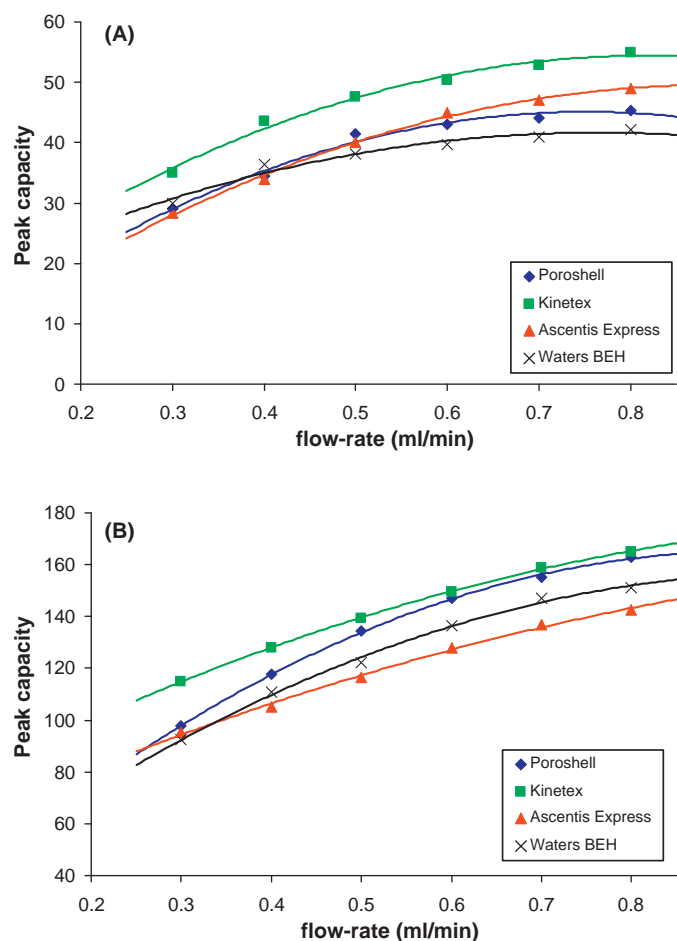 (A)
60
50
40
30
20
10
0
Peak capacity
Poroshell
Kinetex
Ascentis Express
Waters BEH
0.2 0.3 0.4 0.5 0.6 0.7 0.8
flow-rate (ml/min)
(B)
180
160
140
120
100
80
60
40
Peak capacity
Poroshell
Kinetex
Ascentis Express
Waters BEH
0.2 0.3 0.4 0.5 0.6 0.7 0.8
flow-rate (ml/min)